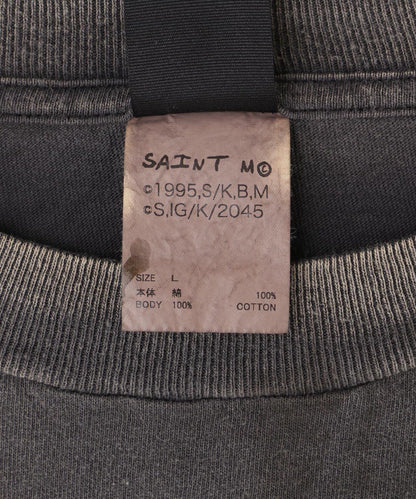 SAINT M©
©1995,S/K,B,M
©S,IG/K/2045
SIZE L
本体 綿 100%
BODY 100% COTTON